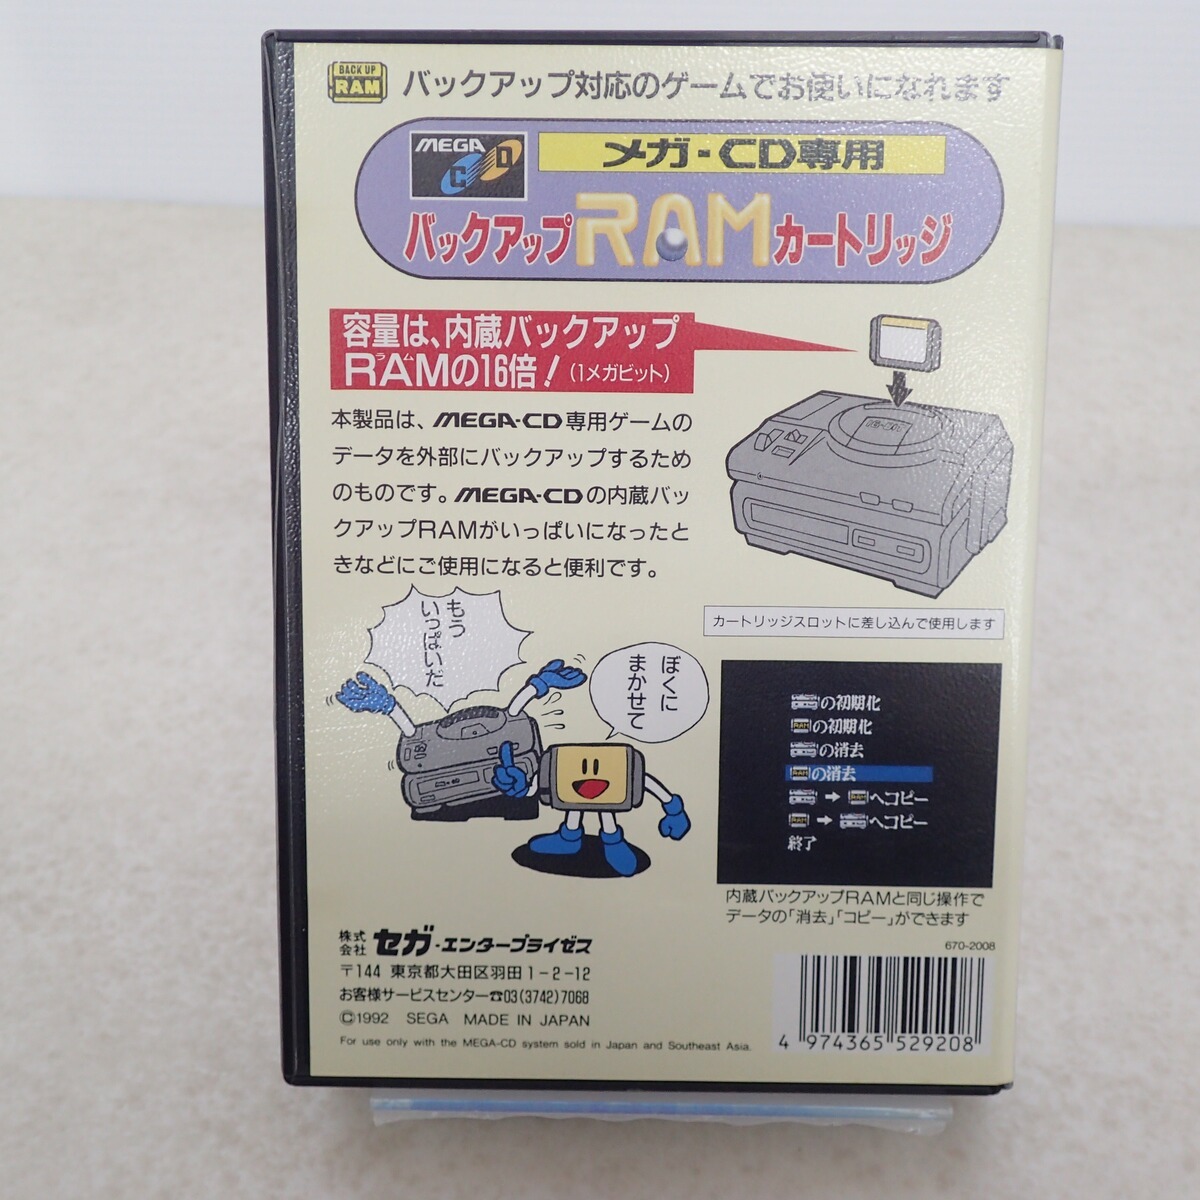 BACK UP
RAM
バックアップ対応のゲームでお使いになれます
MEGA
CD
メガ-CD専用
バックアップRAMカートリッジ
容量は、内蔵バックアップ
ラム
RAMの16倍！（1メガビット）
本製品は、MEGA-CD専用ゲームの
データを外部にバックアップするため
のものです。MEGA-CDの内蔵バッ
クアップRAMがいっぱいになったと
きなどにご使用になると便利です。
16-BIT
カートリッジスロットに差し込んで使用します
もう
いっぱいだ
ぼくに
まかせて
の初期化
RAMの初期化
の消去
RAMの消去
→RAMへコピー
RAM→へコピー
終了
内蔵バックアップRAMと同じ操作で
データの「消去」「コピー」ができます
670-2008
株式会社 セガ・エンタープライゼス
〒144 東京都大田区羽田1-2-12
お客様サービスセンター☎03(3742)7068
©1992 SEGA MADE IN JAPAN
For use only with the MEGA-CD system sold in Japan and Southeast Asia.
4 974365 529208